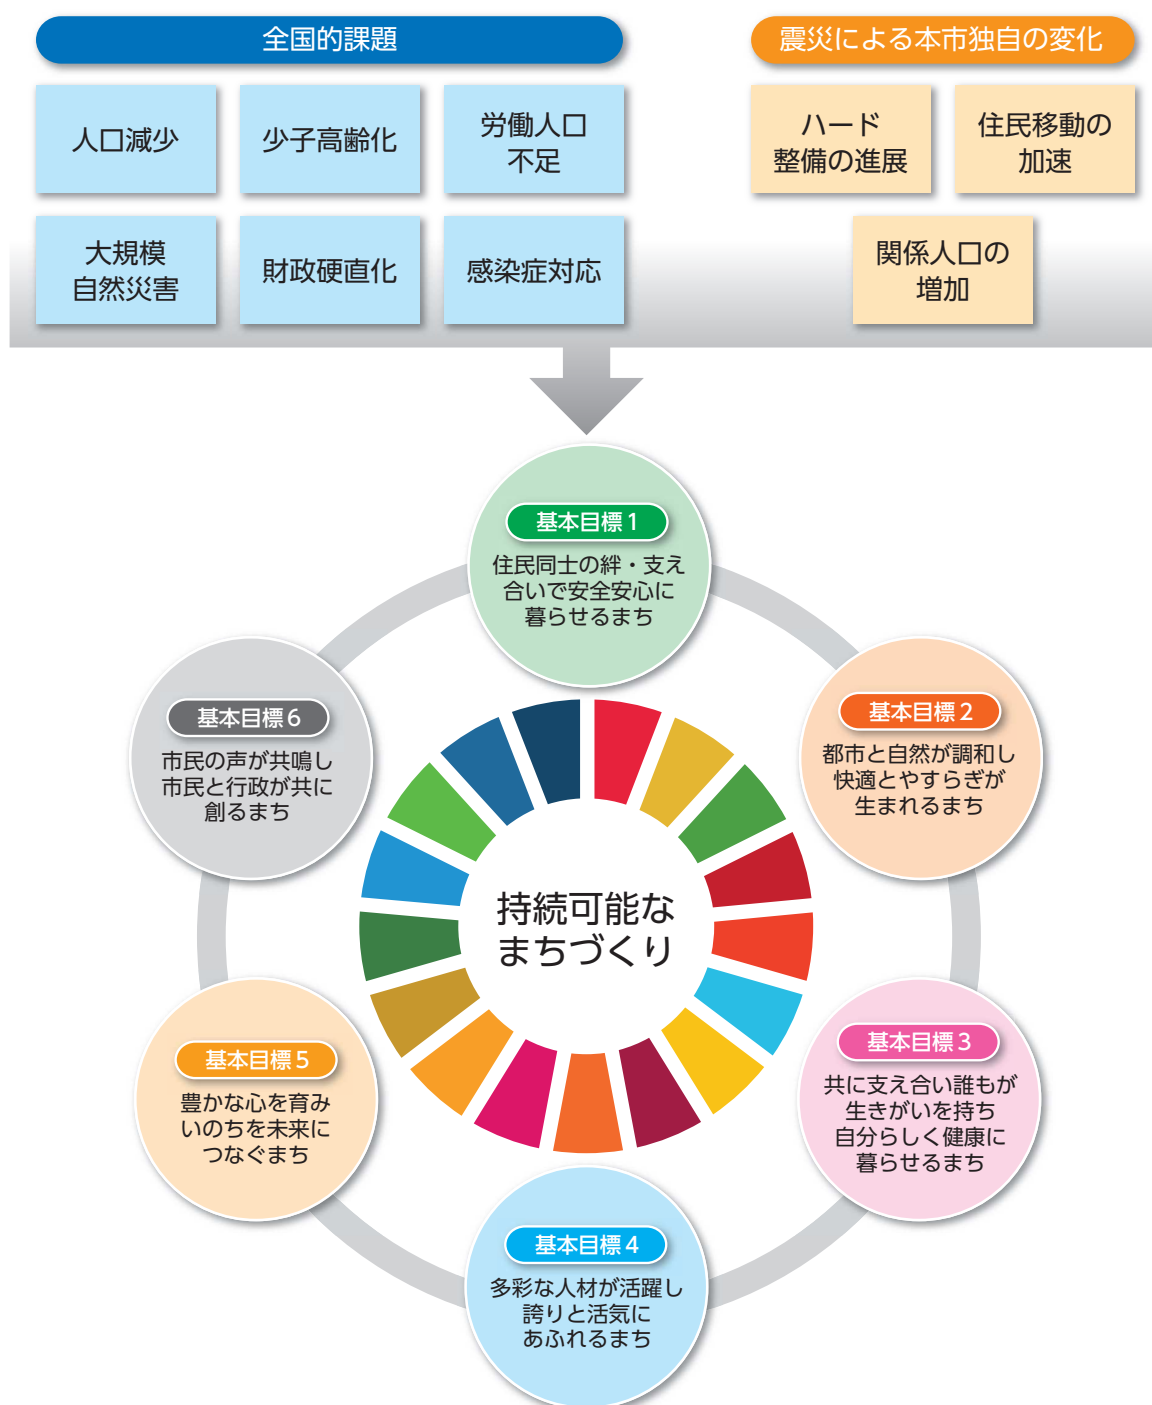 全国的課題
震災による本市独自の変化
人口減少
少子高齢化
労働人口
不足
ハード
整備の進展
住民移動の
加速
大規模
自然災害
財政硬直化
感染症対応
関係人口の
増加
基本目標1
住民同士の絆・支え
合いで安全安心に
暮らせるまち
基本目標2
都市と自然が調和し
快適とやすらぎが
生まれるまち
基本目標3
共に支え合い誰もが
生きがいを持ち
自分らしく健康に
暮らせるまち
基本目標4
多彩な人材が活躍し
誇りと活気に
あふれるまち
基本目標5
豊かな心を育み
いのちを未来に
つなぐまち
基本目標6
市民の声が共鳴し
市民と行政が共に
創るまち
持続可能な
まちづくり